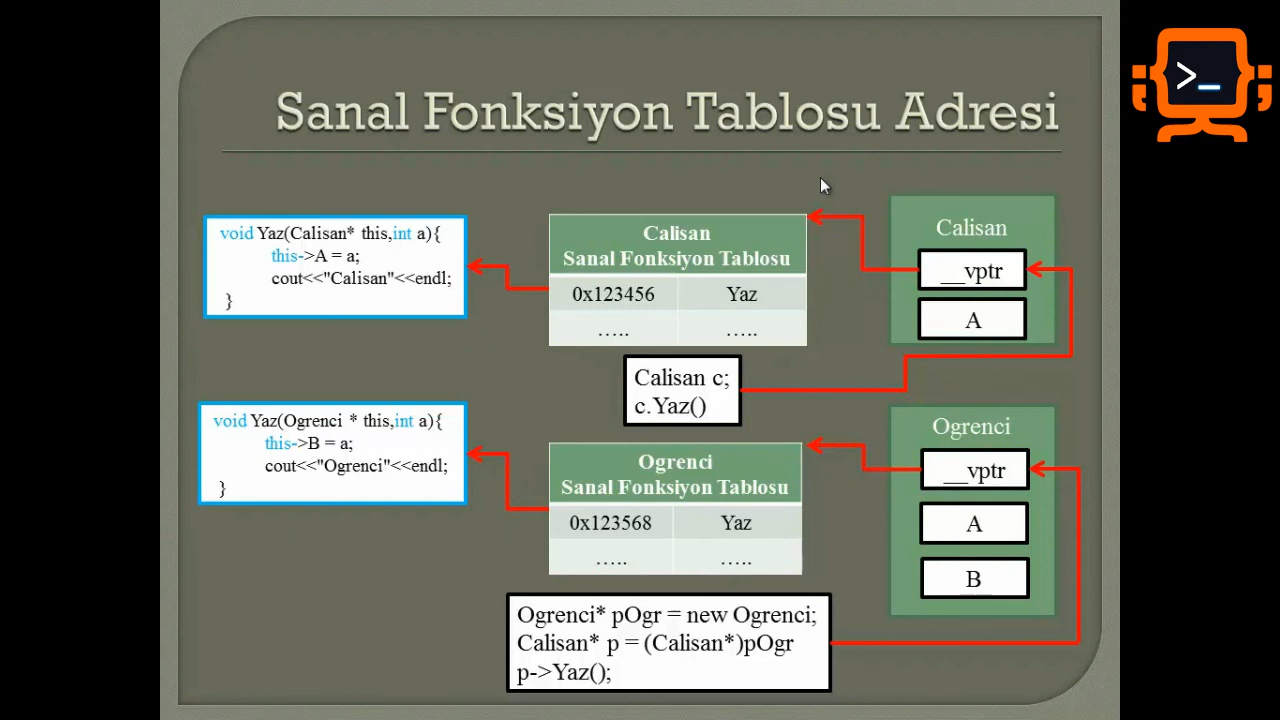 Sanal Fonksiyon Tablosu Adresi
void Yaz(Calisan* this,int a){
this->A = a;
cout<<"Calisan"<<endl;
}
Calisan
Sanal Fonksiyon Tablosu
0x123456 Yaz
….. …..
Calisan
__vptr
A
Calisan c;
c.Yaz()
void Yaz(Ogrenci * this,int a){
this->B = a;
cout<<"Ogrenci"<<endl;
}
Ogrenci
Sanal Fonksiyon Tablosu
0x123568 Yaz
….. …..
Ogrenci
__vptr
A
B
Ogrenci* pOgr = new Ogrenci;
Calisan* p = (Calisan*)pOgr
p->Yaz();